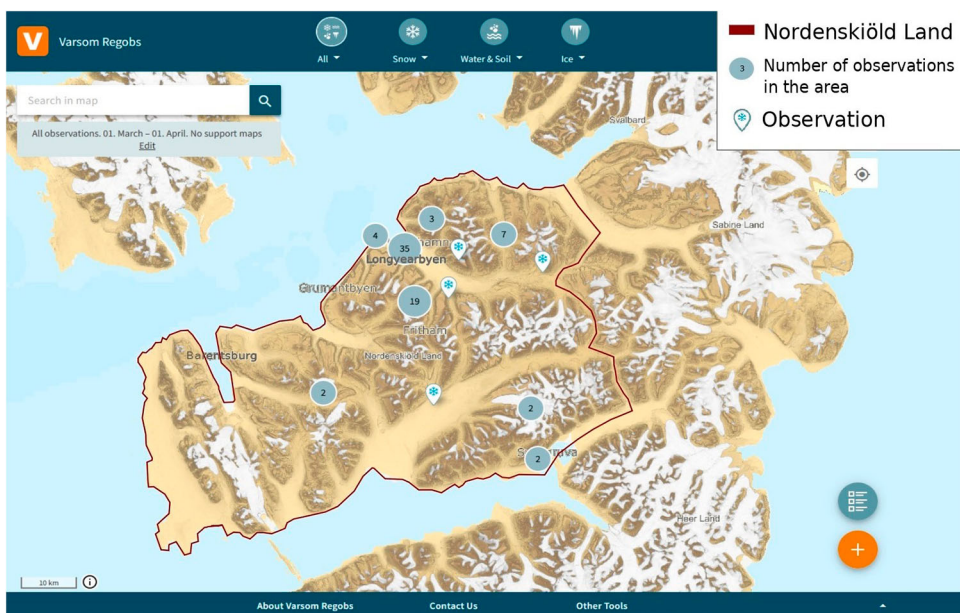 V Varsom Regobs
All
Snow
Water & Soil
Ice
Nordenskiöld Land
3 Number of observations
in the area
Observation
Search in map
All observations. 01. March – 01. April. No support maps
Edit
Svalbard
Sabine Land
3
4
7
35
Longyearbyen
Grumantbyen
19
Nordenskiöld Land
Barentsburg
2
2
2
Heer Land
10 km
About Varsom Regobs
Contact Us
Other Tools